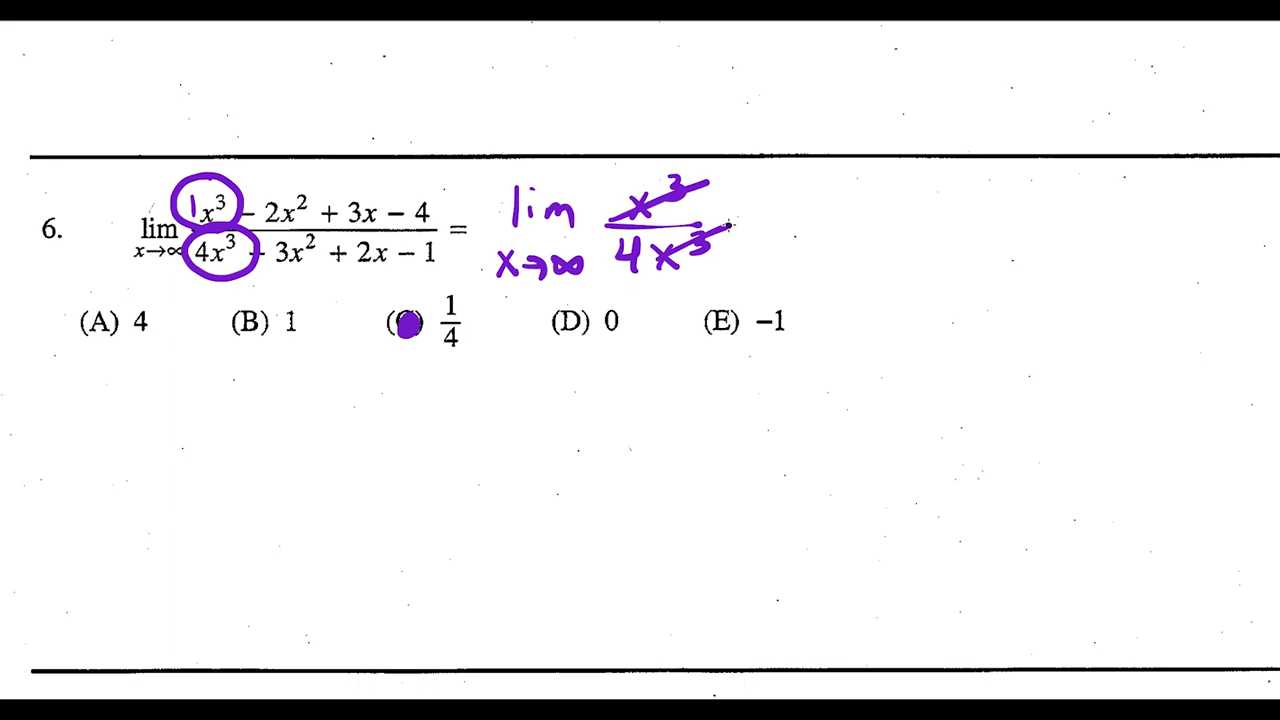 6. lim x→∞ (1x³ − 2x² + 3x − 4)/(4x³ − 3x² + 2x − 1) = lim x→∞ x³/4x³
(A) 4 (B) 1 (C) 1/4 (D) 0 (E) −1